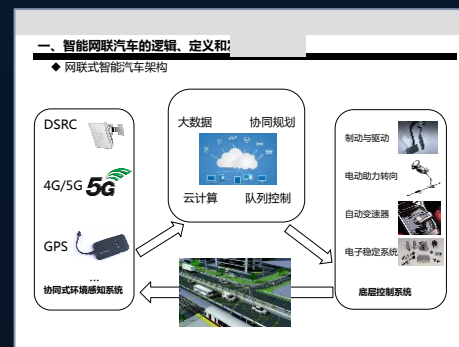 一、智能网联汽车的逻辑、定义和发
◆ 网联式智能汽车架构
DSRC
4G/5G 5G
GPS
...
协同式环境感知系统
大数据 协同规划
云计算 队列控制
制动与驱动
电动助力转向
自动变速器
电子稳定系统
底层控制系统